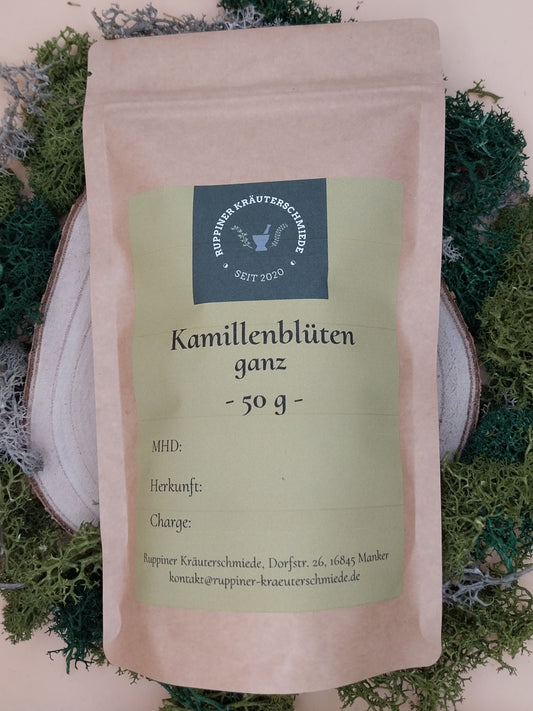 RUPPINER KRÄUTERSCHMIEDE
SEIT 2020
Kamillenblüten
ganz
- 50 g -
MHD:
Herkunft:
Charge:
Ruppiner Kräuterschmiede, Dorfstr. 26, 16845 Manker
kontakt@ruppiner-kraeuterschmiede.de